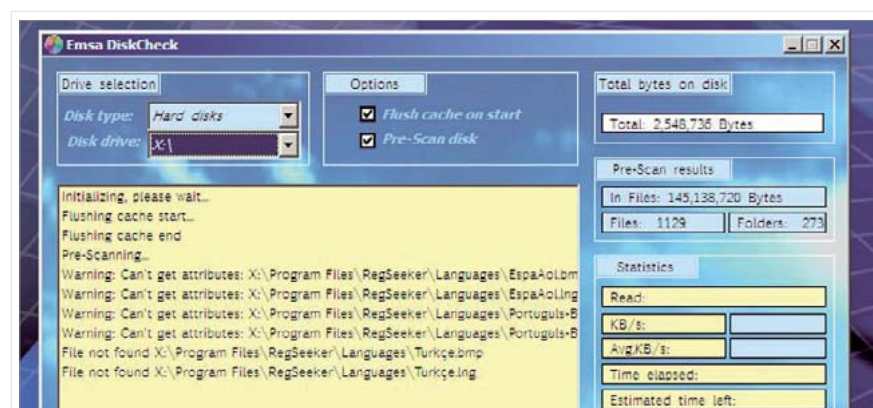 Emsa DiskCheck
Drive selection
Disk type: Hard disks
Disk drive: X:\
Options
Flush cache on start
Pre-Scan disk
Total bytes on disk
Total: 2,548,736 Bytes
Pre-Scan results
In Files: 145,138,720 Bytes
Files: 1129 Folders: 273
Statistics
Read:
KB/s:
Avg.KB/s:
Time elapsed:
Estimated time left:
Initializing, please wait...
Flushing cache start...
Flushing cache end
Pre-Scanning...
Warning: Can't get attributes: X:\Program Files\RegSeeker\Languages\EspaAol.bm
Warning: Can't get attributes: X:\Program Files\RegSeeker\Languages\EspaAol.lng
Warning: Can't get attributes: X:\Program Files\RegSeeker\Languages\Portuguls-B
Warning: Can't get attributes: X:\Program Files\RegSeeker\Languages\Portuguls-B
File not found X:\Program Files\RegSeeker\Languages\Turkçe.bmp
File not found X:\Program Files\RegSeeker\Languages\Turkçe.lng